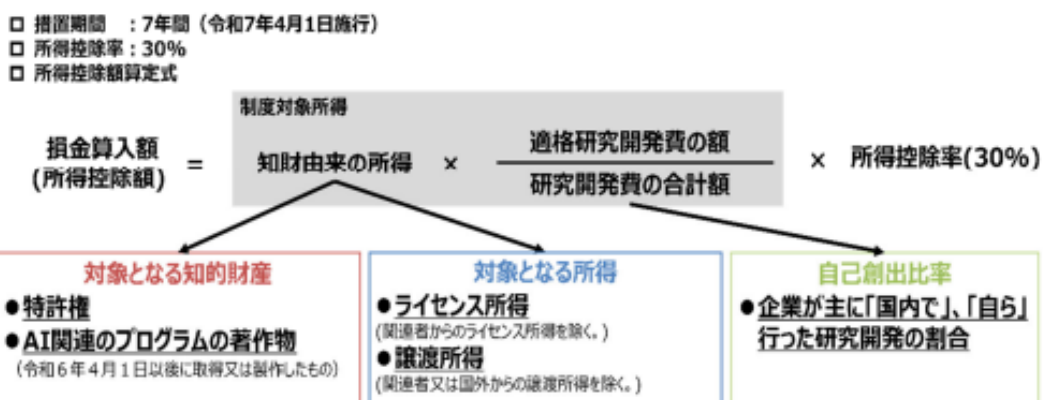 □ 措置期間 ：7年間（令和7年4月1日施行）
□ 所得控除率：30%
□ 所得控除額算定式
制度対象所得
損金算入額
(所得控除額)
=
知財由来の所得
×
適格研究開発費の額
研究開発費の合計額
×
所得控除率(30%)
対象となる知的財産
●特許権
●AI関連のプログラムの著作物
（令和６年４月１日以後に取得又は製作したもの）
対象となる所得
●ライセンス所得
(関連者からのライセンス所得を除く。)
●譲渡所得
(関連者又は国外からの譲渡所得を除く。)
自己創出比率
●企業が主に「国内で」、「自ら」
行った研究開発の割合